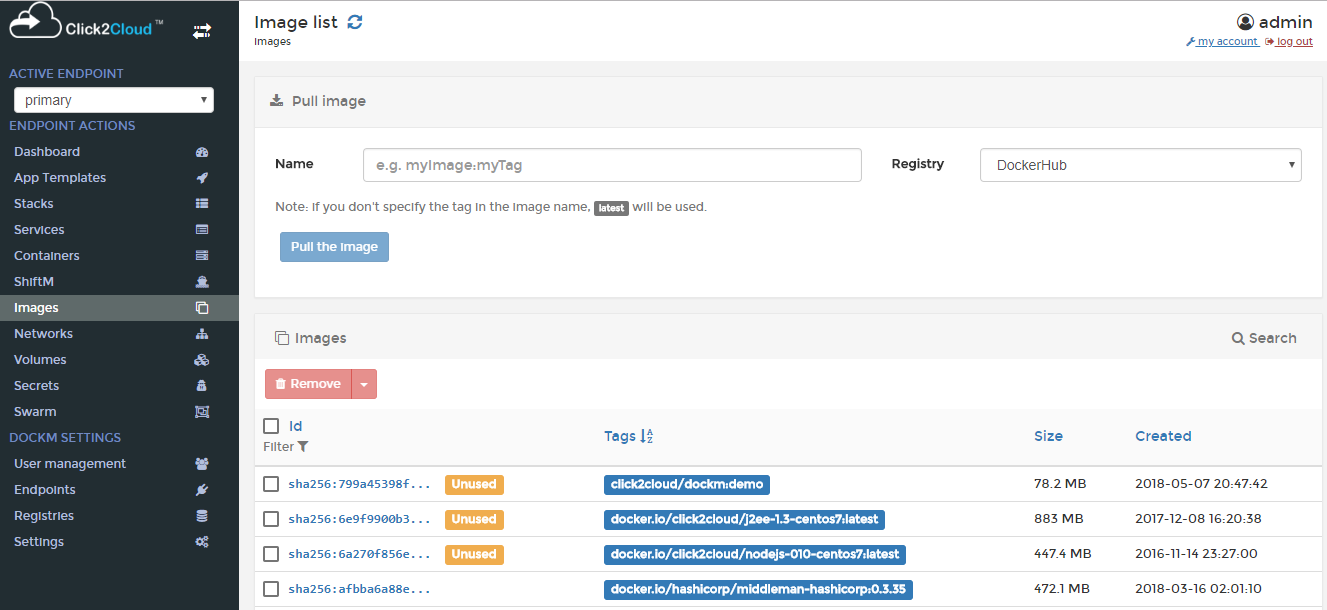 Click2Cloud ™
ACTIVE ENDPOINT
primary
ENDPOINT ACTIONS
Dashboard
App Templates
Stacks
Services
Containers
ShiftM
Images
Networks
Volumes
Secrets
Swarm
DOCKM SETTINGS
User management
Endpoints
Registries
Settings
Image list
Images
admin
my account log out
Pull image
Name e.g. myImage:myTag Registry DockerHub
Note: if you don't specify the tag in the image name, latest will be used.
Pull the image
Images Search
Remove
Id
Filter
Tags Size Created
sha256:799a45398f... Unused click2cloud/dockm:demo 78.2 MB 2018-05-07 20:47:42
sha256:6e9f9900b3... Unused docker.io/click2cloud/j2ee-1.3-centos7:latest 883 MB 2017-12-08 16:20:38
sha256:6a270f856e... Unused docker.io/click2cloud/nodejs-010-centos7:latest 447.4 MB 2016-11-14 23:27:00
sha256:afbba6a88e... docker.io/hashicorp/middleman-hashicorp:0.3.35 472.1 MB 2018-03-16 02:01:10